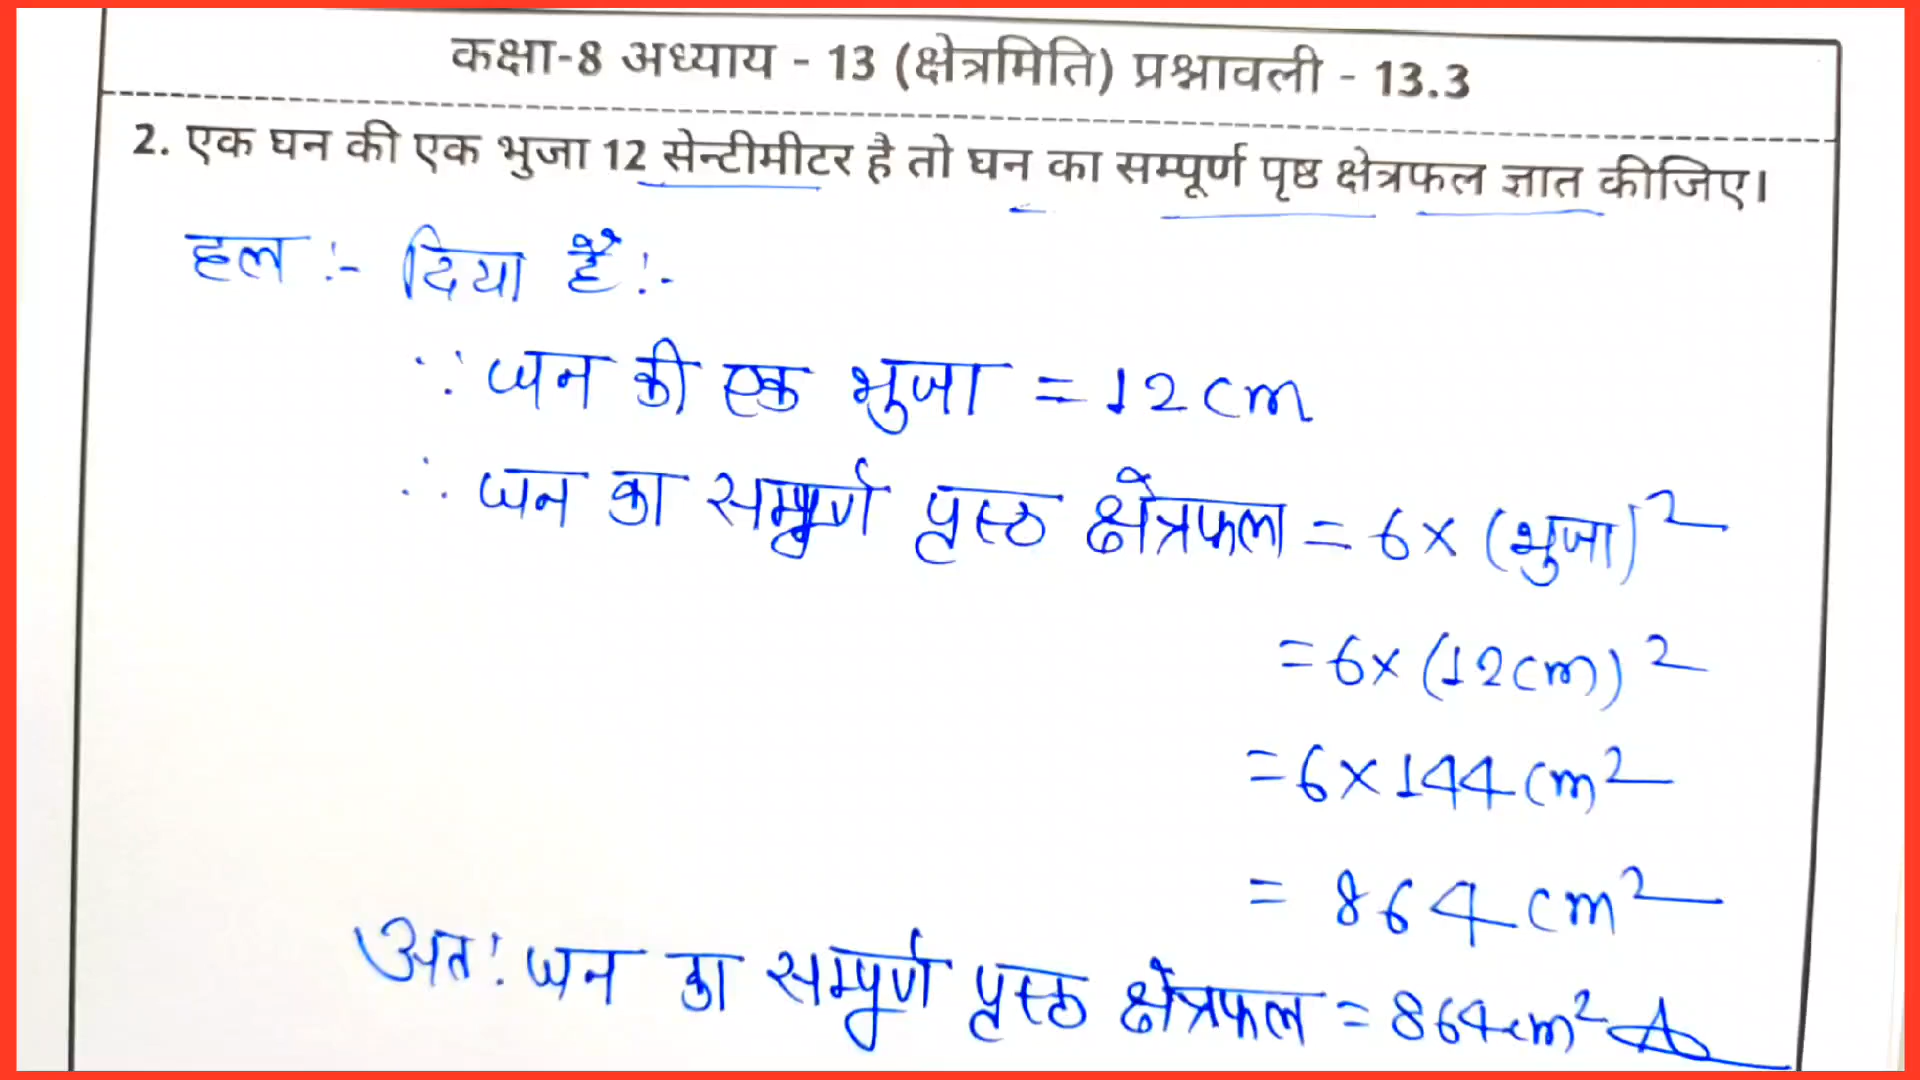 कक्षा-8 अध्याय - 13 (क्षेत्रमिति) प्रश्नावली - 13.3
2. एक घन की एक भुजा 12 सेन्टीमीटर है तो घन का सम्पूर्ण पृष्ठ क्षेत्रफल ज्ञात कीजिए।
हल :- दिया है :-
∵ घन की एक भुजा = 12 cm
∴ घन का सम्पूर्ण पृस्ठ क्षेत्रफल = 6 × (भुजा)²
= 6 × (12 cm)²
= 6 × 144 cm²
= 864 cm²
अतः घन का सम्पूर्ण पृस्ठ क्षेत्रफल = 864 cm²